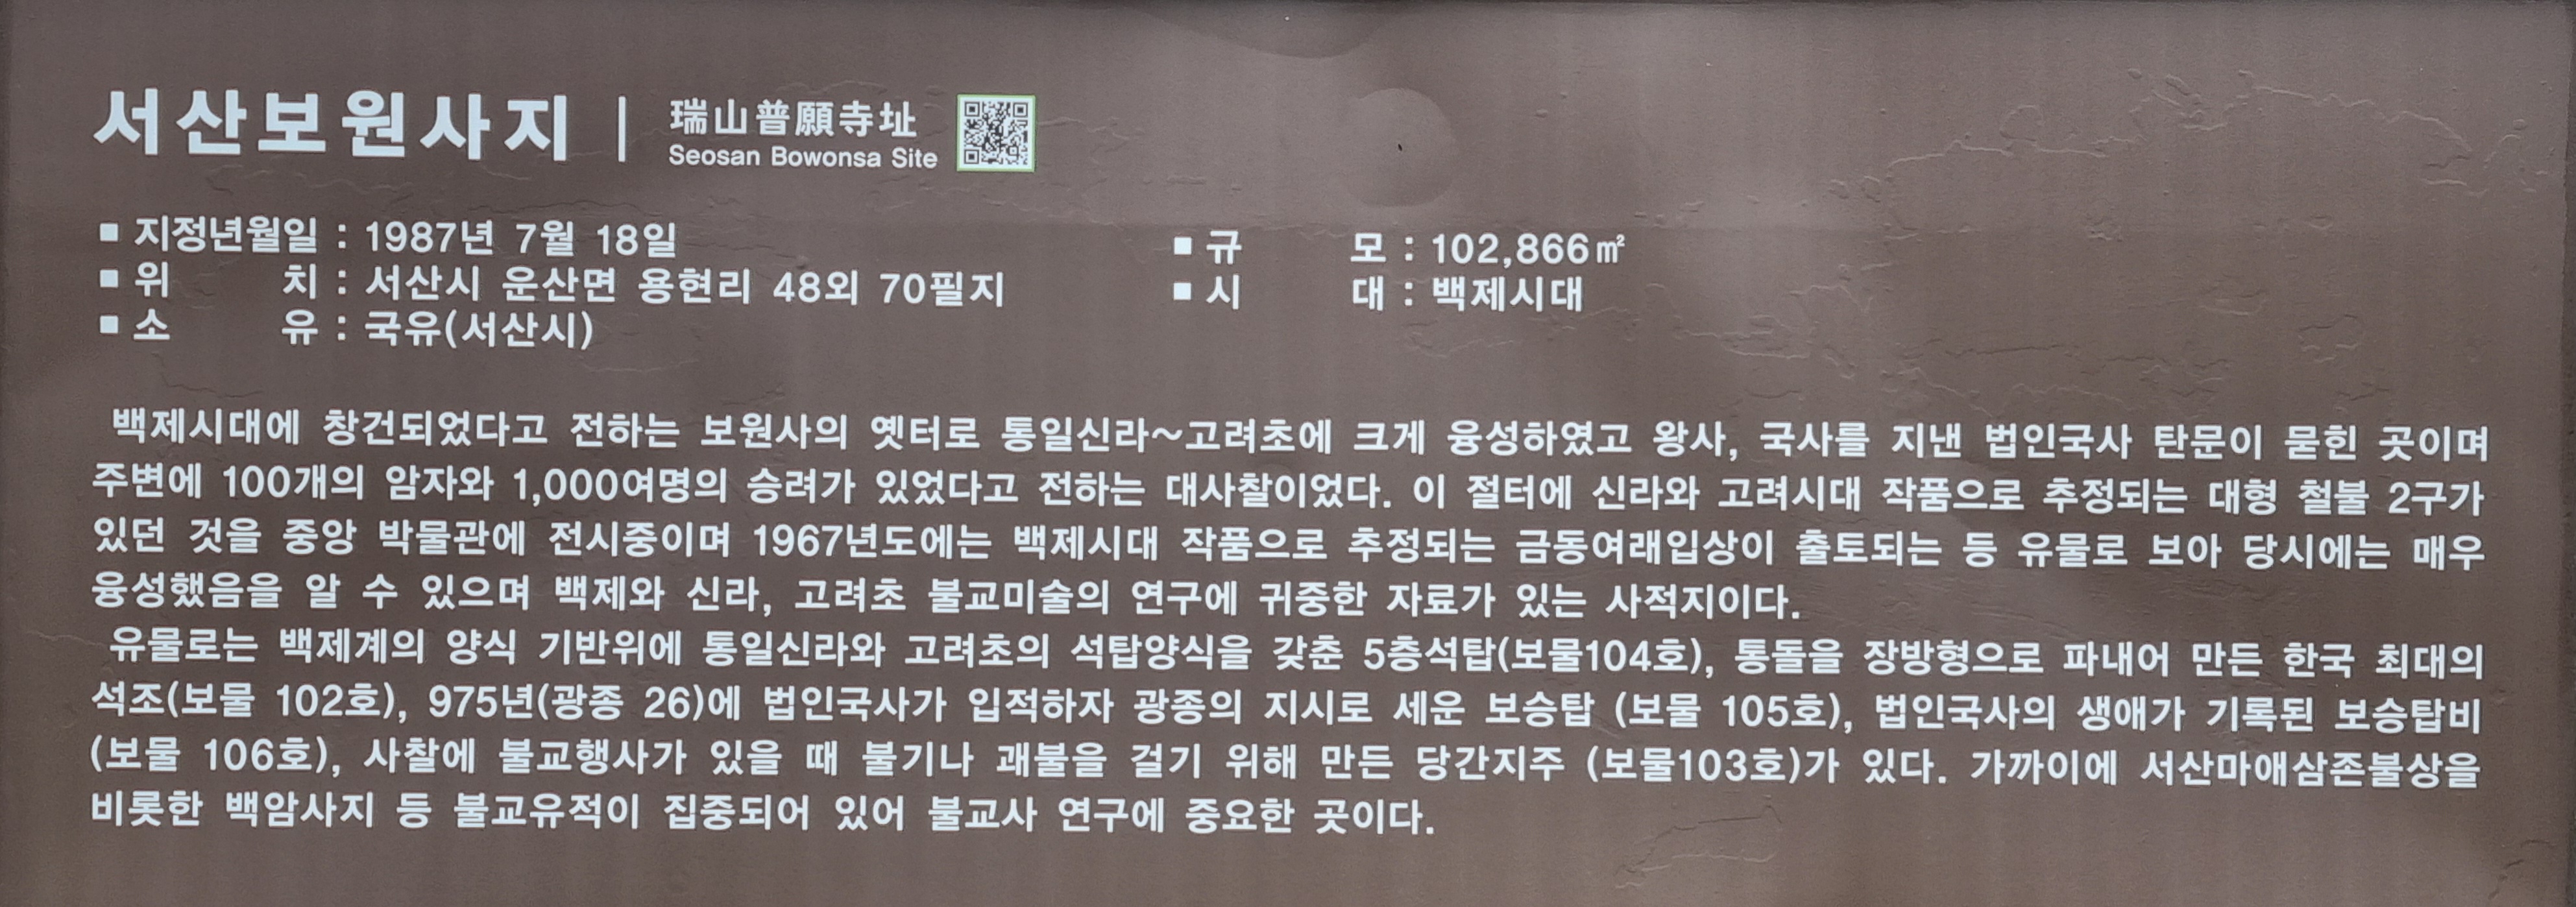 서산보원사지 | 瑞山普願寺址
Seosan Bowonsa Site
■ 지정년월일 : 1987년 7월 18일
■ 위 치 : 서산시 운산면 용현리 48외 70필지
■ 소 유 : 국유(서산시)
■ 규 모 : 102,866㎡
■ 시 대 : 백제시대
백제시대에 창건되었다고 전하는 보원사의 옛터로 통일신라~고려초에 크게 융성하였고 왕사, 국사를 지낸 법인국사 탄문이 묻힌 곳이며
주변에 100개의 암자와 1,000여명의 승려가 있었다고 전하는 대사찰이었다. 이 절터에 신라와 고려시대 작품으로 추정되는 대형 철불 2구가
있던 것을 중앙 박물관에 전시중이며 1967년도에는 백제시대 작품으로 추정되는 금동여래입상이 출토되는 등 유물로 보아 당시에는 매우
융성했음을 알 수 있으며 백제와 신라, 고려초 불교미술의 연구에 귀중한 자료가 있는 사적지이다.
유물로는 백제계의 양식 기반위에 통일신라와 고려초의 석탑양식을 갖춘 5층석탑(보물104호), 통돌을 장방형으로 파내어 만든 한국 최대의
석조(보물 102호), 975년(광종 26)에 법인국사가 입적하자 광종의 지시로 세운 보승탑 (보물 105호), 법인국사의 생애가 기록된 보승탑비
(보물 106호), 사찰에 불교행사가 있을 때 불기나 괘불을 걸기 위해 만든 당간지주 (보물103호)가 있다. 가까이에 서산마애삼존불상을
비롯한 백암사지 등 불교유적이 집중되어 있어 불교사 연구에 중요한 곳이다.